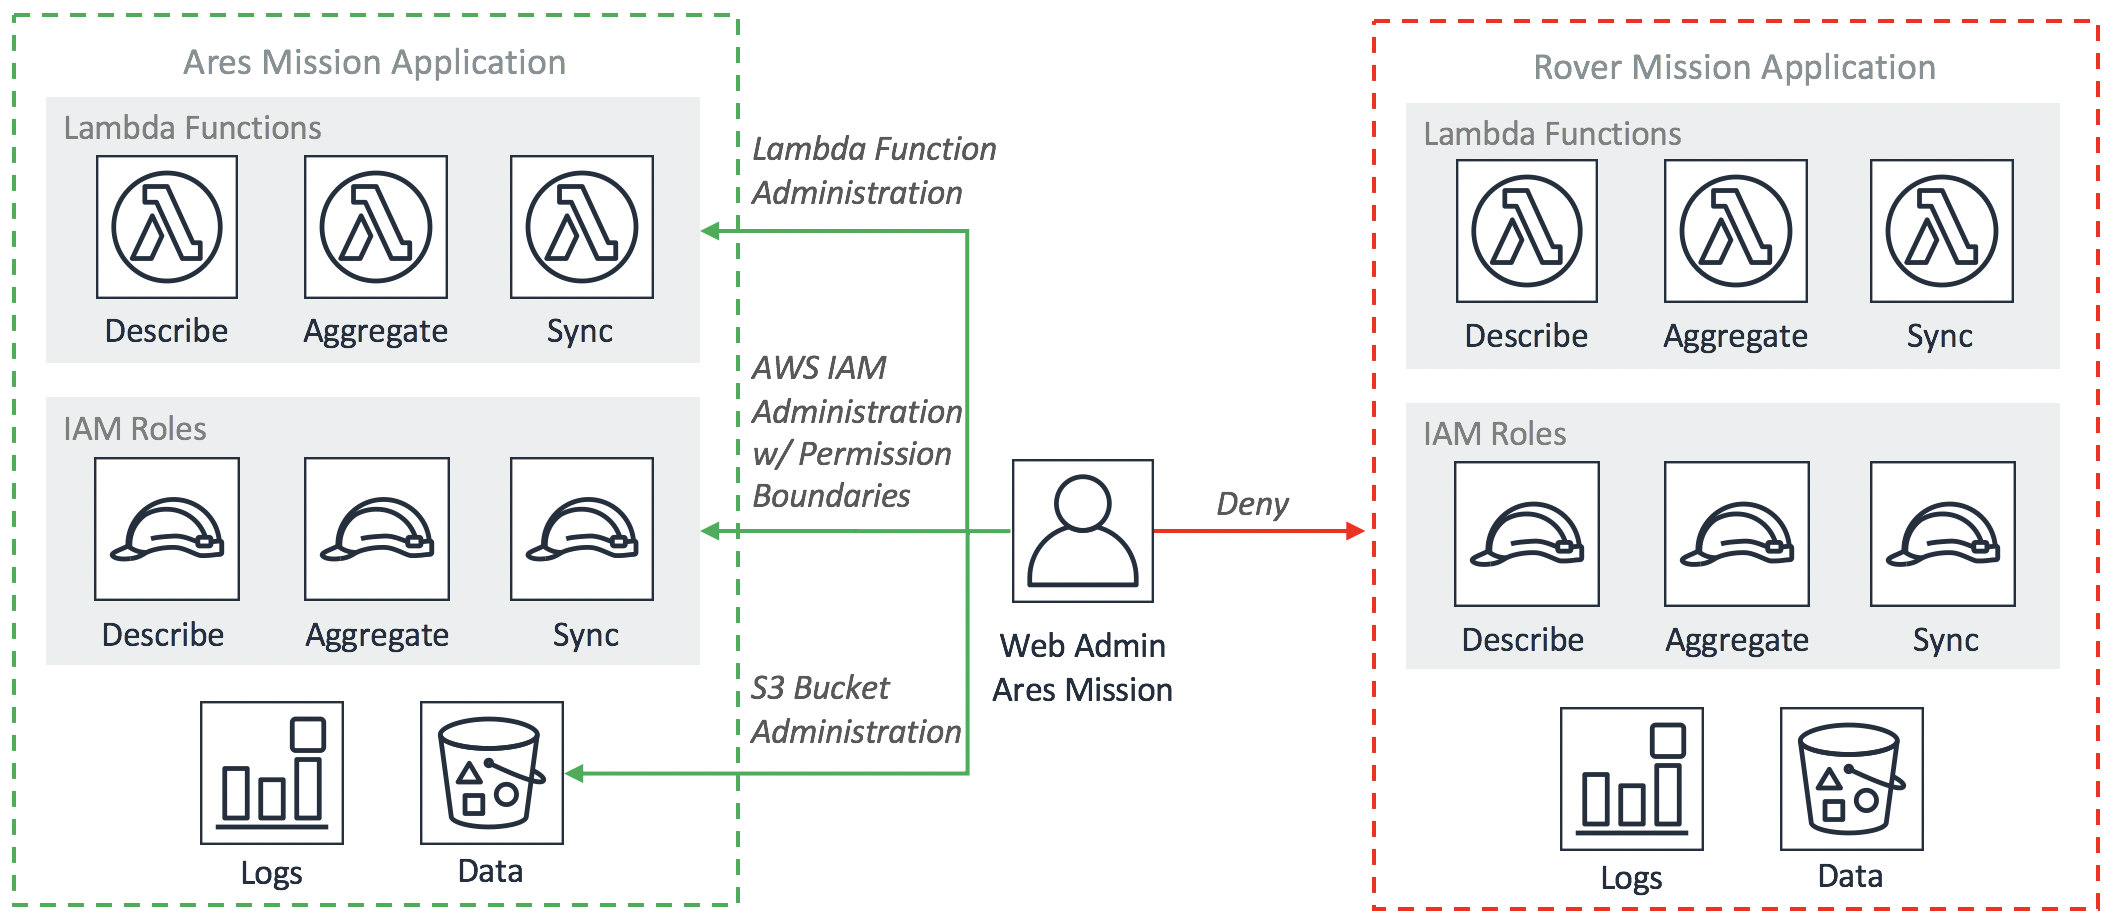 Ares Mission Application
Lambda Functions
Describe
Aggregate
Sync
IAM Roles
Describe
Aggregate
Sync
Logs
Data
Lambda Function
Administration
AWS IAM
Administration
w/ Permission
Boundaries
S3 Bucket
Administration
Web Admin
Ares Mission
Deny
Rover Mission Application
Lambda Functions
Describe
Aggregate
Sync
IAM Roles
Describe
Aggregate
Sync
Logs
Data